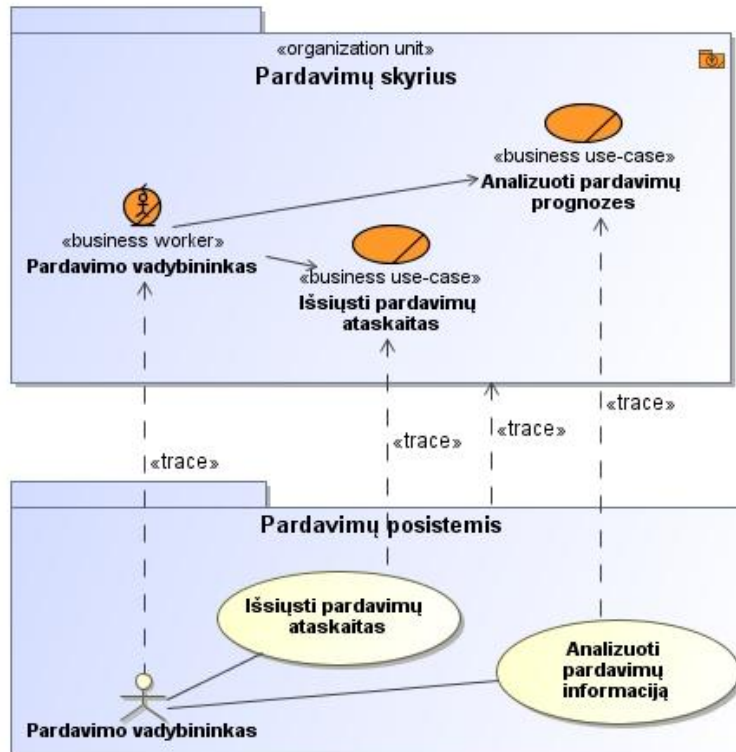 «organization unit»
Pardavimų skyrius
«business use-case»
Analizuoti pardavimų
prognozes
«business worker»
Pardavimo vadybininkas
«business use-case»
Išsiųsti pardavimų
ataskaitas
«trace»
«trace»
«trace»
«trace»
Pardavimų posistemis
Išsiųsti pardavimų
ataskaitas
Analizuoti
pardavimų
informaciją
Pardavimo vadybininkas